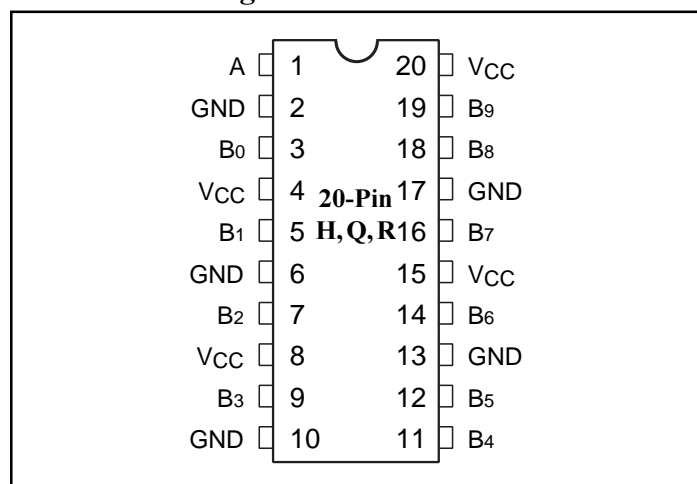 A 1 20 VCC
GND 2 19 B9
B0 3 18 B8
VCC 4 20-Pin 17 GND
B1 5 H, Q, R 16 B7
GND 6 15 VCC
B2 7 14 B6
VCC 8 13 GND
B3 9 12 B5
GND 10 11 B4